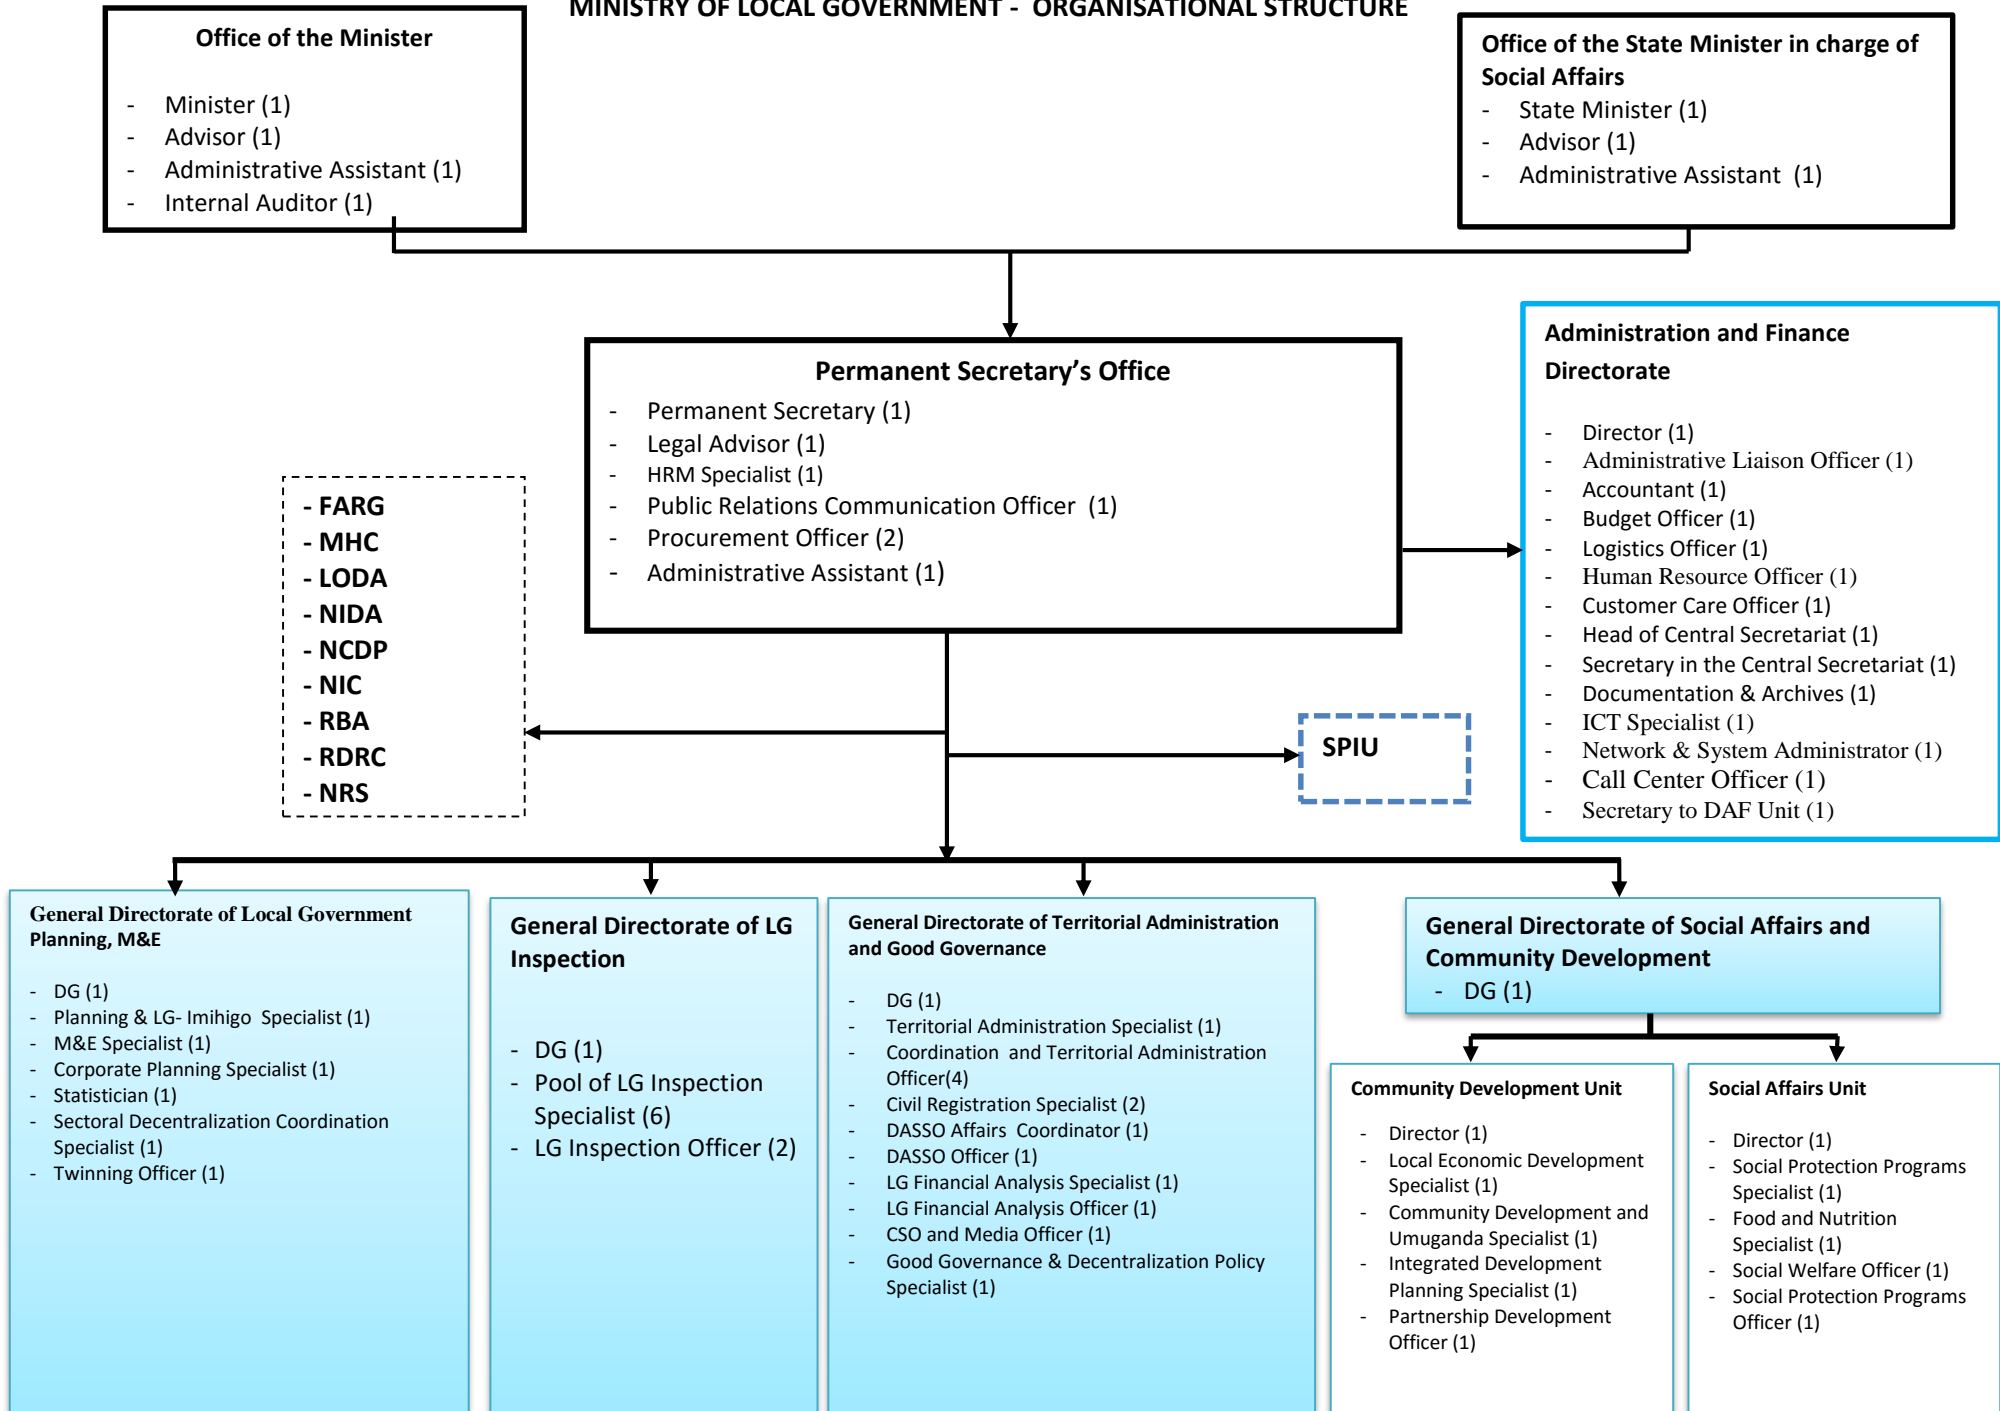 MINISTRY OF LOCAL GOVERNMENT - ORGANISATIONAL STRUCTURE
Office of the Minister
- Minister (1)
- Advisor (1)
- Administrative Assistant (1)
- Internal Auditor (1)
Office of the State Minister in charge of
Social Affairs
- State Minister (1)
- Advisor (1)
- Administrative Assistant (1)
Permanent Secretary’s Office
- Permanent Secretary (1)
- Legal Advisor (1)
- HRM Specialist (1)
- Public Relations Communication Officer (1)
- Procurement Officer (2)
- Administrative Assistant (1)
Administration and Finance
Directorate
- Director (1)
- Administrative Liaison Officer (1)
- Accountant (1)
- Budget Officer (1)
- Logistics Officer (1)
- Human Resource Officer (1)
- Customer Care Officer (1)
- Head of Central Secretariat (1)
- Secretary in the Central Secretariat (1)
- Documentation & Archives (1)
- ICT Specialist (1)
- Network & System Administrator (1)
- Call Center Officer (1)
- Secretary to DAF Unit (1)
- FARG
- MHC
- LODA
- NIDA
- NCDP
- NIC
- RBA
- RDRC
- NRS
SPIU
General Directorate of Local Government
Planning, M&E
- DG (1)
- Planning & LG- Imihigo Specialist (1)
- M&E Specialist (1)
- Corporate Planning Specialist (1)
- Statistician (1)
- Sectoral Decentralization Coordination
Specialist (1)
- Twinning Officer (1)
General Directorate of LG
Inspection
- DG (1)
- Pool of LG Inspection
Specialist (6)
- LG Inspection Officer (2)
General Directorate of Territorial Administration
and Good Governance
- DG (1)
- Territorial Administration Specialist (1)
- Coordination and Territorial Administration
Officer(4)
- Civil Registration Specialist (2)
- DASSO Affairs Coordinator (1)
- DASSO Officer (1)
- LG Financial Analysis Specialist (1)
- LG Financial Analysis Officer (1)
- CSO and Media Officer (1)
- Good Governance & Decentralization Policy
Specialist (1)
General Directorate of Social Affairs and
Community Development
- DG (1)
Community Development Unit
- Director (1)
- Local Economic Development
Specialist (1)
- Community Development and
Umuganda Specialist (1)
- Integrated Development
Planning Specialist (1)
- Partnership Development
Officer (1)
Social Affairs Unit
- Director (1)
- Social Protection Programs
Specialist (1)
- Food and Nutrition
Specialist (1)
- Social Welfare Officer (1)
- Social Protection Programs
Officer (1)